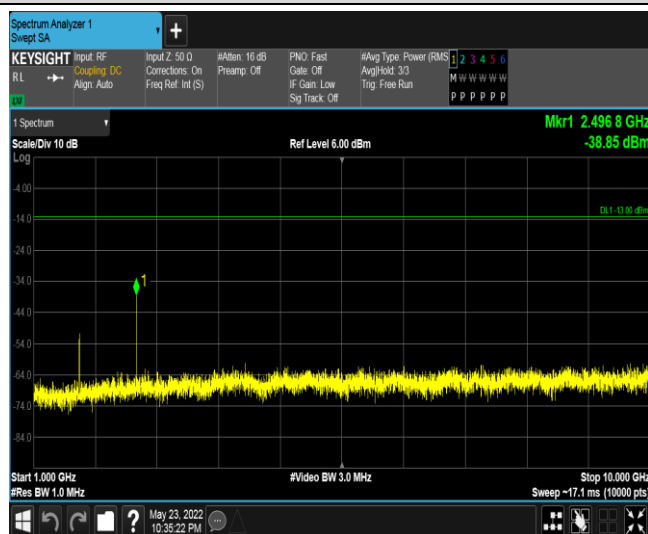 Spectrum Analyzer 1
Swept SA
+
KEYSIGHT Input: RF Input Z: 50 Ω #Atten: 16 dB PNO: Fast #Avg Type: Power (RMS 1 2 3 4 5 6
RL Coupling: DC Corrections: On Preamp: Off Gate: Off Avg|Hold: 3/3 M W W W W W
Align: Auto Freq Ref: Int (S) IF Gain: Low Trig: Free Run
Sig Track: Off P P P P P P
LXI
1 Spectrum Mkr1 2.496 8 GHz
Scale/Div 10 dB Ref Level 6.00 dBm -38.85 dBm
Log
-4.00
DL1 -13.00 dBm
-14.0
-24.0
-34.0
1
-44.0
-54.0
-64.0
-74.0
-84.0
Start 1.000 GHz #Video BW 3.0 MHz Stop 10.000 GHz
#Res BW 1.0 MHz Sweep ~17.1 ms (10000 pts)
? May 23, 2022
10:35:22 PM